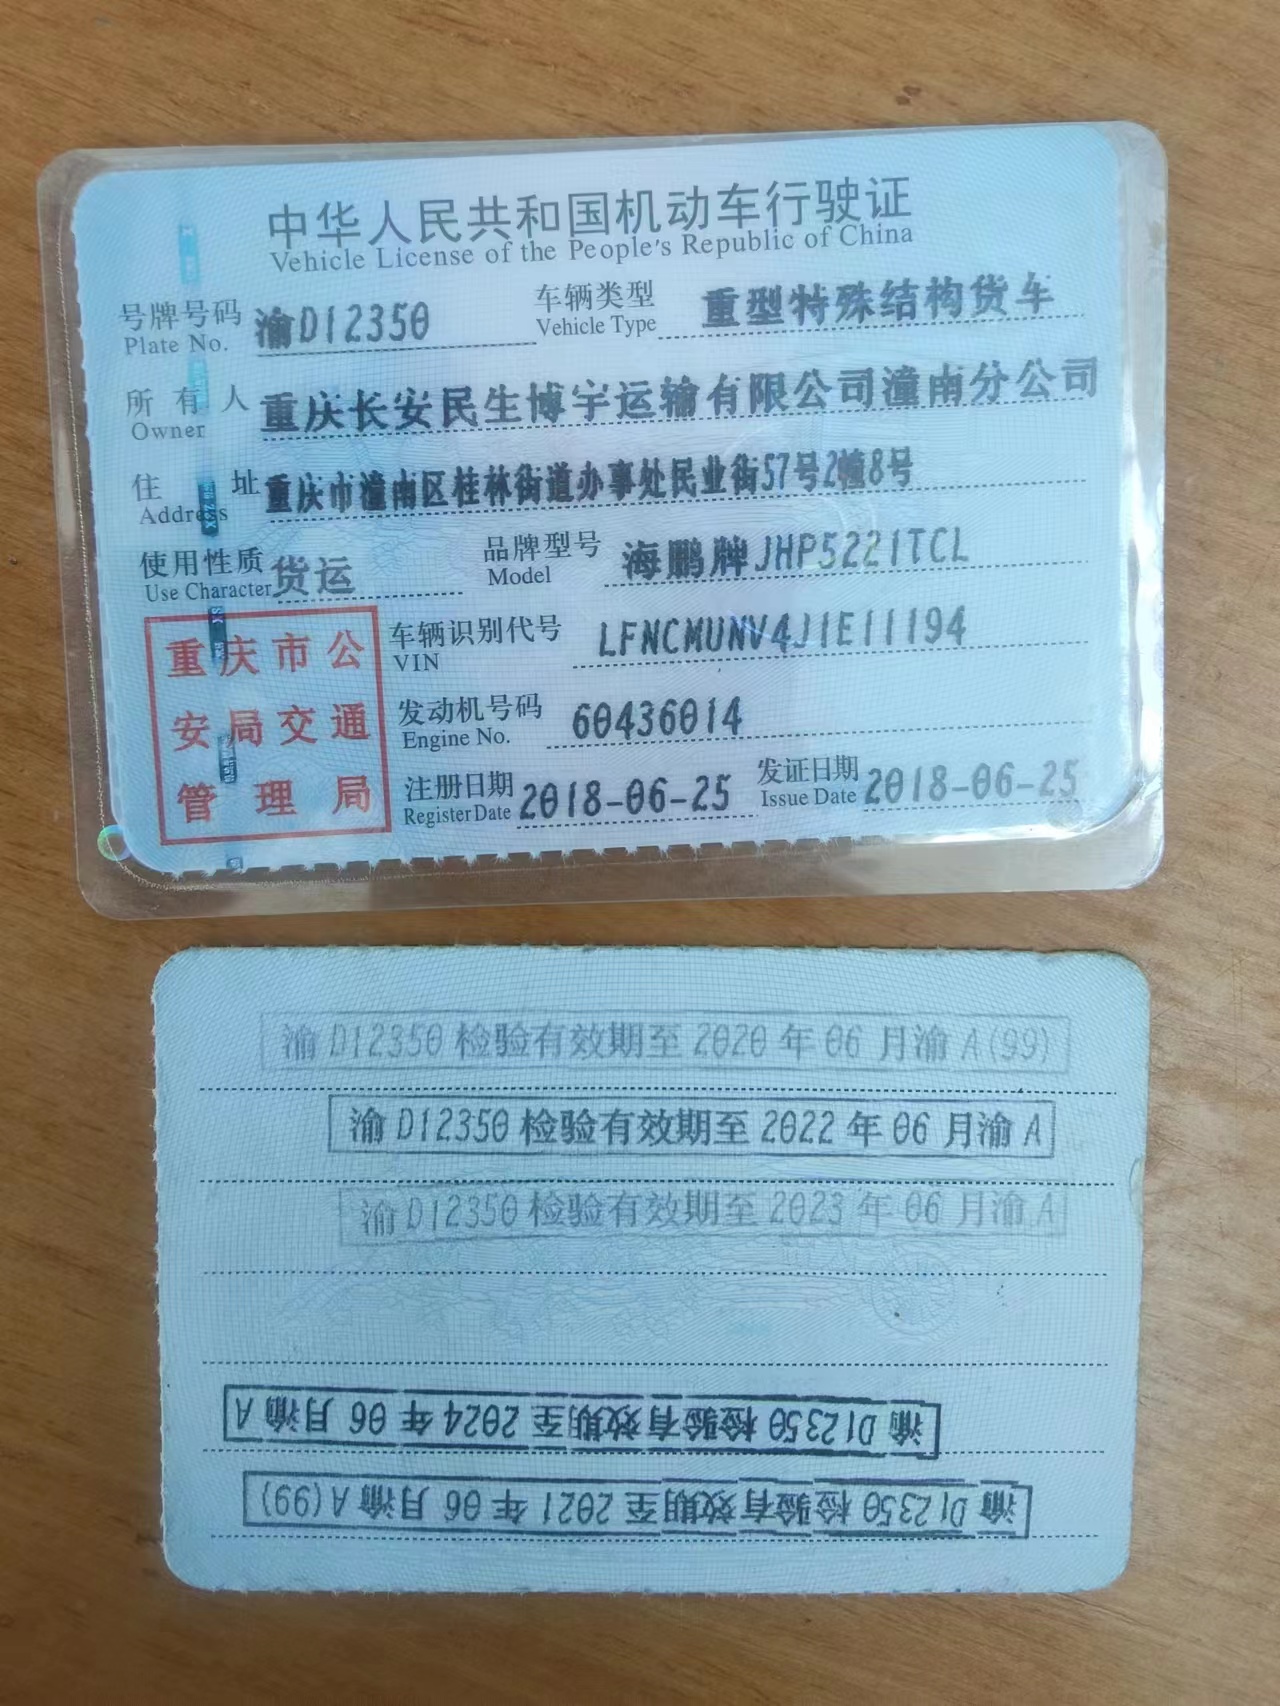 中华人民共和国机动车行驶证
Vehicle License of the People's Republic of China
号牌号码 渝D12350 车辆类型 重型特殊结构货车
Plate No. Vehicle Type
所有人 重庆长安民生博宇运输有限公司潼南分公司
Owner
住址 重庆市潼南区桂林街道办事处民业街57号2幢8号
Address
使用性质 货运 品牌型号 海鹏牌JHP5221TCL
Use Character Model
重庆市公
安局交通
管理局
车辆识别代号 LFNCMUNV4J1E11194
VIN
发动机号码 60436014
Engine No.
注册日期 2018-06-25 发证日期 2018-06-25
Register Date Issue Date
渝D12350检验有效期至2020年06月渝A(99)
渝D12350检验有效期至2022年06月渝A
渝D12350检验有效期至2023年06月渝A
渝D12350检验有效期至2024年06月渝A
渝D12350检验有效期至2021年06月渝A(99)